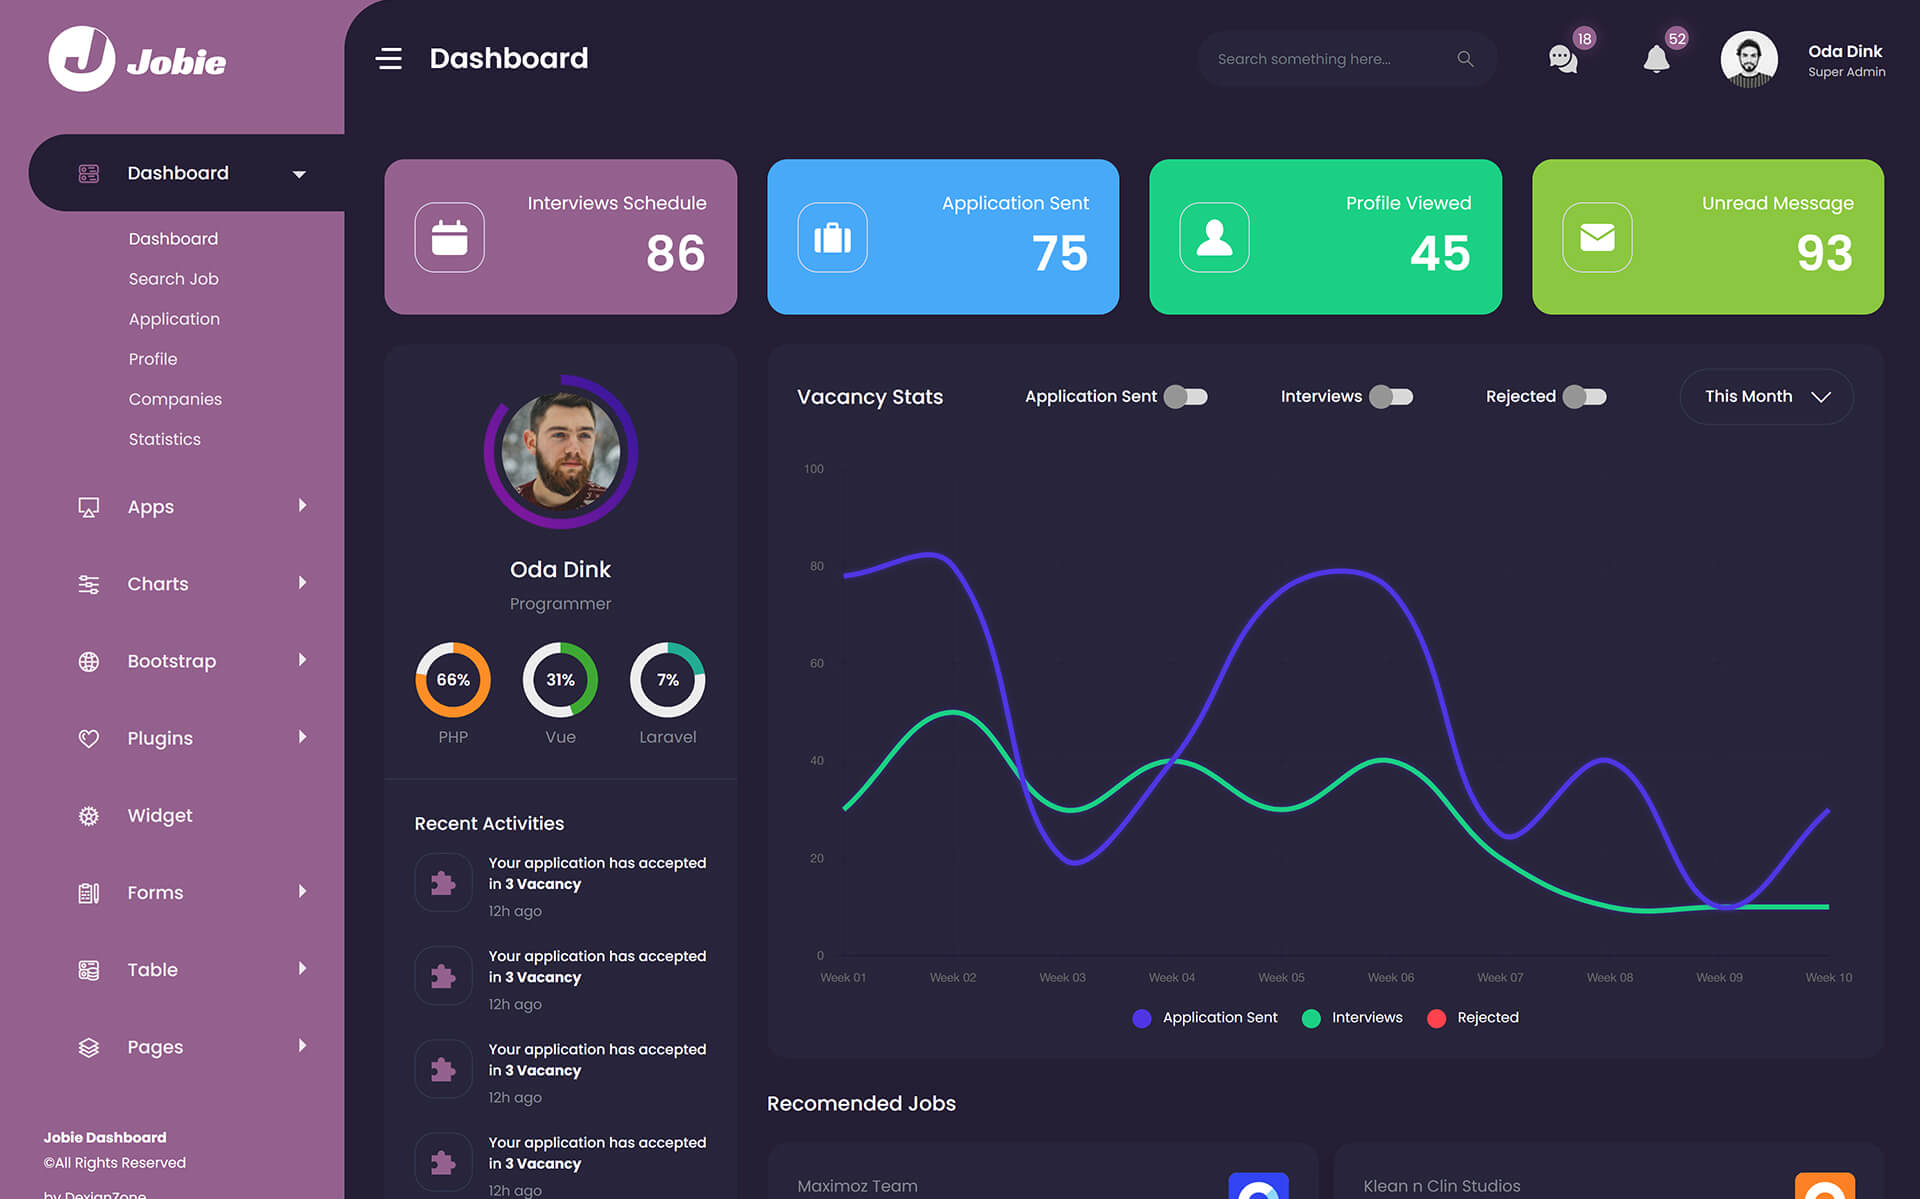 Jobie
Dashboard
Search something here...
18
52
Oda Dink
Super Admin
Dashboard
Dashboard
Search Job
Application
Profile
Companies
Statistics
Apps
Charts
Bootstrap
Plugins
Widget
Forms
Table
Pages
Jobie Dashboard
©All Rights Reserved
by DexignZone
Interviews Schedule
86
Application Sent
75
Profile Viewed
45
Unread Message
93
Oda Dink
Programmer
66%
31%
7%
PHP
Vue
Laravel
Recent Activities
Your application has accepted
in 3 Vacancy
12h ago
Your application has accepted
in 3 Vacancy
12h ago
Your application has accepted
in 3 Vacancy
12h ago
Your application has accepted
in 3 Vacancy
12h ago
Vacancy Stats
Application Sent
Interviews
Rejected
This Month
100
80
60
40
20
0
Week 01
Week 02
Week 03
Week 04
Week 05
Week 06
Week 07
Week 08
Week 09
Week 10
Application Sent
Interviews
Rejected
Recomended Jobs
Maximoz Team
Klean n Clin Studios